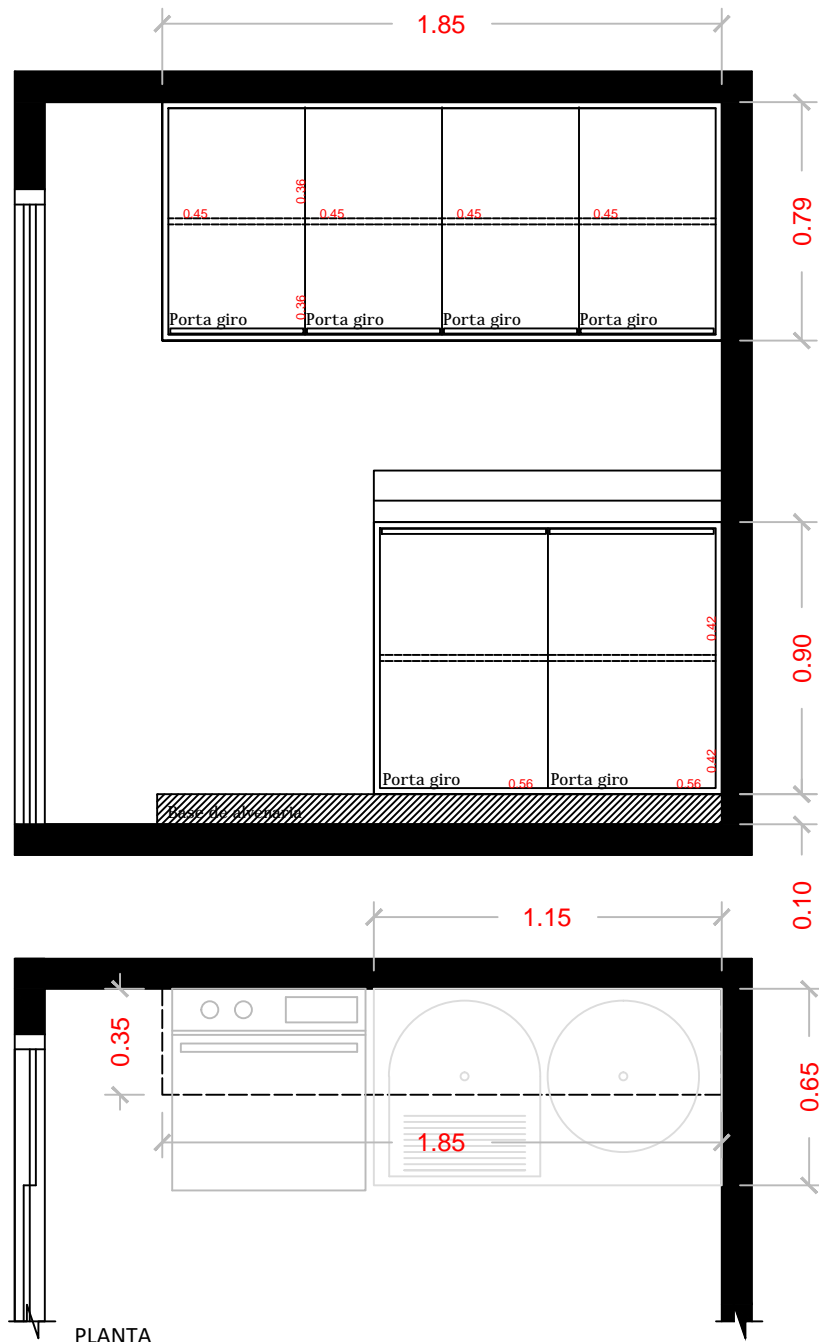 1.85
0.79
0.36
0.45 0.45 0.45 0.45
0.36
Porta giro Porta giro Porta giro Porta giro
0.90
0.42
0.42
Porta giro 0.56 Porta giro 0.56
Base de alvenaria
0.10
1.15
0.35
0.65
1.85
PLANTA